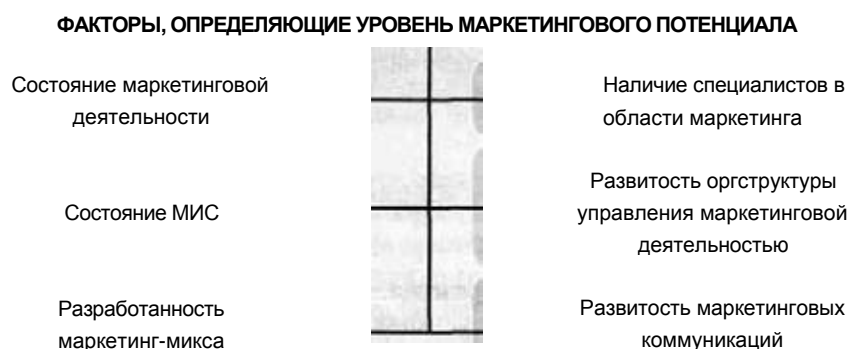 ФАКТОРЫ, ОПРЕДЕЛЯЮЩИЕ УРОВЕНЬ МАРКЕТИНГОВОГО ПОТЕНЦИАЛА
Состояние маркетинговой
деятельности
Наличие специалистов в
области маркетинга
Состояние МИС
Развитость оргструктуры
управления маркетинговой
деятельностью
Разработанность
маркетинг-микса
Развитость маркетинговых
коммуникаций